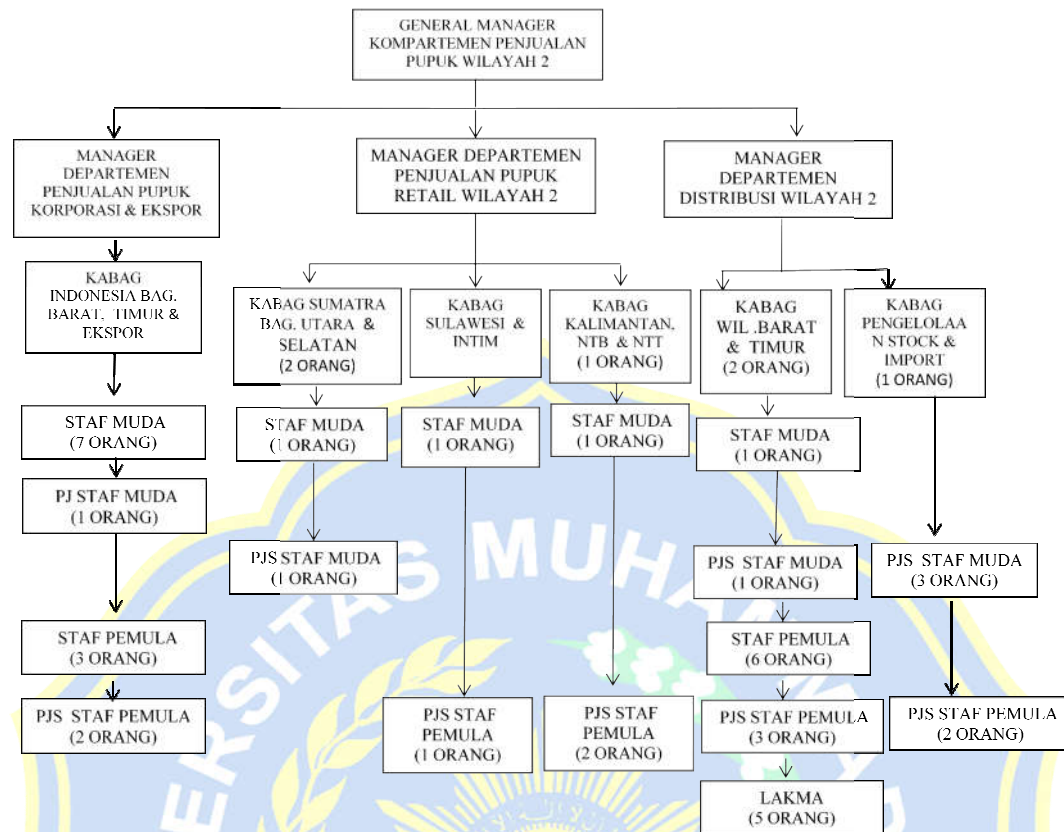 GENERAL MANAGER
KOMPARTEMEN PENJUALAN
PUPUK WILAYAH 2
MANAGER
DEPARTEMEN
PENJUALAN PUPUK
KORPORASI & EKSPOR
MANAGER DEPARTEMEN
PENJUALAN PUPUK
RETAIL WILAYAH 2
MANAGER
DEPARTEMEN
DISTRIBUSI WILAYAH 2
KABAG
INDONESIA BAG.
BARAT, TIMUR &
EKSPOR
KABAG SUMATRA
BAG. UTARA &
SELATAN
(2 ORANG)
KABAG
SULAWESI &
INTIM
KABAG
KALIMANTAN,
NTB & NTT
(1 ORANG)
KABAG
WIL .BARAT
& TIMUR
(2 ORANG)
KABAG
PENGELOLAA
N STOCK &
IMPORT
(1 ORANG)
STAF MUDA
(7 ORANG)
STAF MUDA
(1 ORANG)
STAF MUDA
(1 ORANG)
STAF MUDA
(1 ORANG)
STAF MUDA
(1 ORANG)
PJ STAF MUDA
(1 ORANG)
PJS STAF MUDA
(1 ORANG)
PJS STAF MUDA
(1 ORANG)
PJS STAF MUDA
(3 ORANG)
STAF PEMULA
(3 ORANG)
STAF PEMULA
(6 ORANG)
PJS STAF PEMULA
(2 ORANG)
PJS STAF
PEMULA
(1 ORANG)
PJS STAF
PEMULA
(2 ORANG)
PJS STAF PEMULA
(3 ORANG)
PJS STAF PEMULA
(2 ORANG)
LAKMA
(5 ORANG)
ERSITAS MUHAM